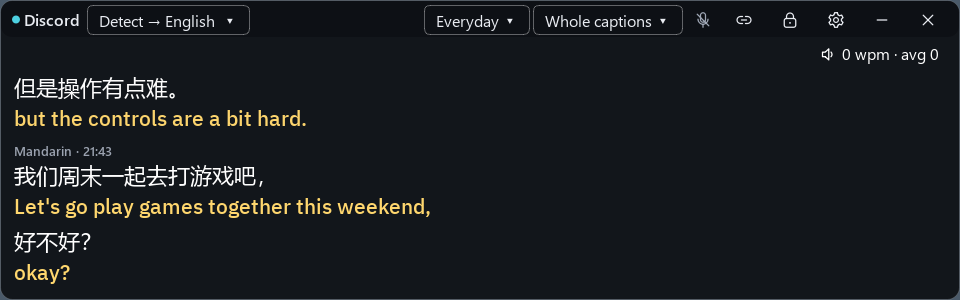 Discord
Detect → English
Everyday
Whole captions
0 wpm · avg 0
但是操作有点难。
but the controls are a bit hard.
Mandarin · 21:43
我们周末一起去打游戏吧，
Let's go play games together this weekend,
好不好？
okay?